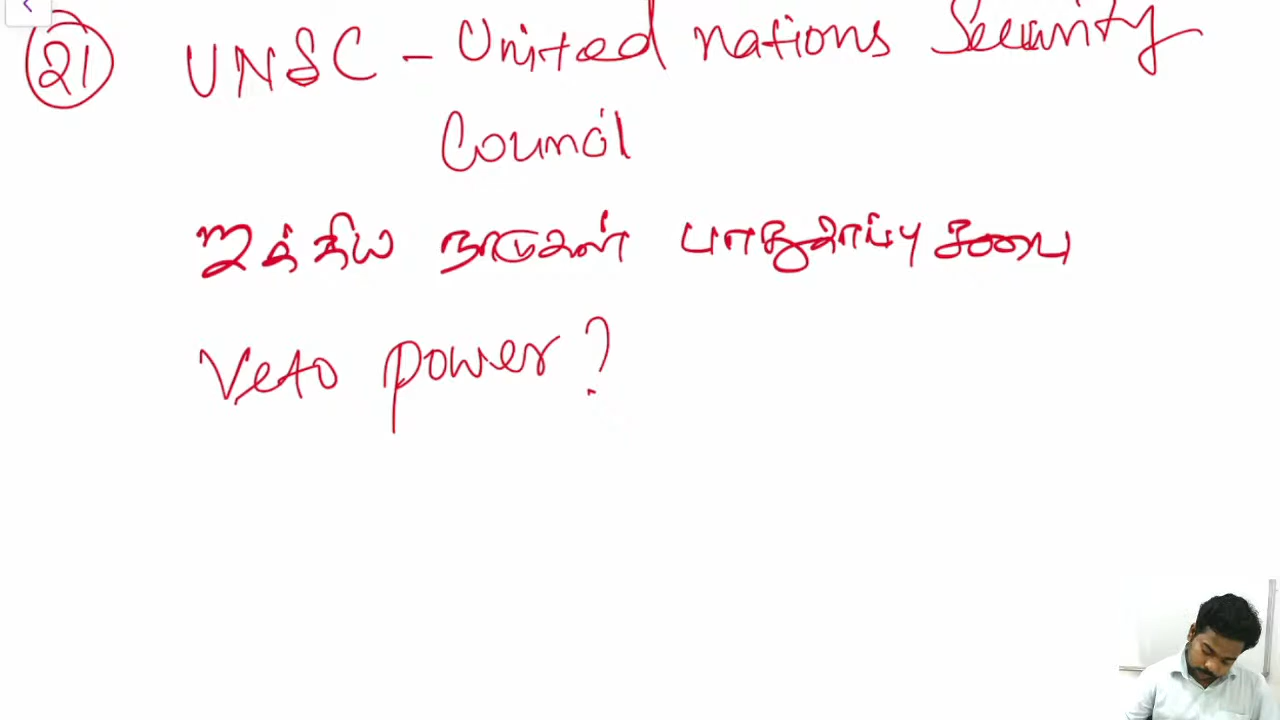 21 UNSC - United nations Security
Council
ஐக்கிய நாடுகள் பாதுகாப்பு சபை
Veto power?